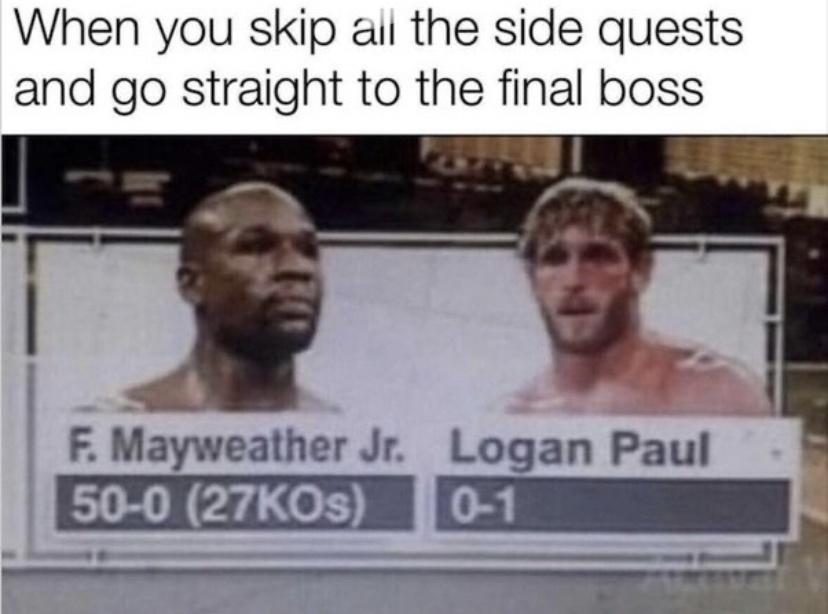 When you skip all the side quests
and go straight to the final boss
F. Mayweather Jr.
50-0 (27KOs)
Logan Paul
0-1